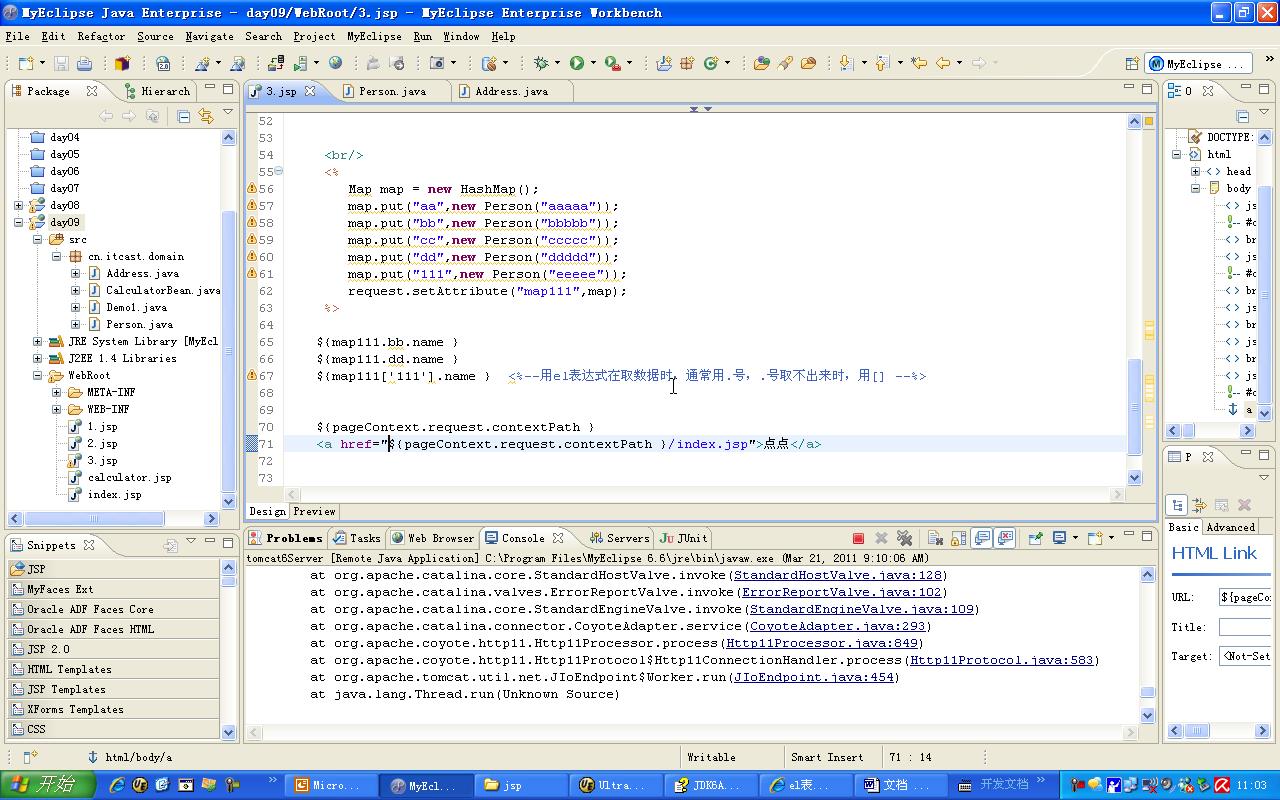 MyEclipse Java Enterprise - day09/WebRoot/3.jsp - MyEclipse Enterprise Workbench
File Edit Refactor Source Navigate Search Project MyEclipse Run Window Help
MyEclipse ...
Package
Hierarch
day04
day05
day06
day07
day08
day09
src
cn.itcast.domain
Address.java
CalculatorBean.java
Demo1.java
Person.java
JRE System Library [MyEcl
J2EE 1.4 Libraries
WebRoot
META-INF
WEB-INF
1.jsp
2.jsp
3.jsp
calculator.jsp
index.jsp
Snippets
JSP
MyFaces Ext
Oracle ADF Faces Core
Oracle ADF Faces HTML
JSP 2.0
HTML Templates
JSP Templates
XForms Templates
CSS
3.jsp
Person.java
Address.java
52
53
54 <br/>
55 <%
56 Map map = new HashMap();
57 map.put("aa",new Person("aaaaa"));
58 map.put("bb",new Person("bbbbb"));
59 map.put("cc",new Person("ccccc"));
60 map.put("dd",new Person("ddddd"));
61 map.put("111",new Person("eeeee"));
62 request.setAttribute("map111",map);
63 %>
64
65 ${map111.bb.name }
66 ${map111.dd.name }
67 ${map111['111'].name } <%--用el表达式在取数据时，通常用.号，.号取不出来时，用[] --%>
68
69
70 ${pageContext.request.contextPath }
71 <a href="${pageContext.request.contextPath }/index.jsp">点点</a>
72
73
Design Preview
Problems Tasks Web Browser Console Servers JUnit
tomcat6Server [Remote Java Application] C:\Program Files\MyEclipse 6.6\jre\bin\javaw.exe (Mar 21, 2011 9:10:06 AM)
at org.apache.catalina.core.StandardHostValve.invoke(StandardHostValve.java:128)
at org.apache.catalina.valves.ErrorReportValve.invoke(ErrorReportValve.java:102)
at org.apache.catalina.core.StandardEngineValve.invoke(StandardEngineValve.java:109)
at org.apache.catalina.connector.CoyoteAdapter.service(CoyoteAdapter.java:293)
at org.apache.coyote.http11.Http11Processor.process(Http11Processor.java:849)
at org.apache.coyote.http11.Http11Protocol$Http11ConnectionHandler.process(Http11Protocol.java:583)
at org.apache.tomcat.util.net.JIoEndpoint$Worker.run(JIoEndpoint.java:454)
at java.lang.Thread.run(Unknown Source)
O
DOCTYPE:
html
head
body
js
#c
br
js
#c
br
js
br
js
br
js
#c
a
P
Basic Advanced
HTML Link
URL: ${pageCo
Title:
Target: <Not-Set
html/body/a
Writable
Smart Insert
71 : 14
开始
Micro...
MyEcl...
jsp
Ultra...
JDK6A...
el表...
文档 ...
开发文档
11:03